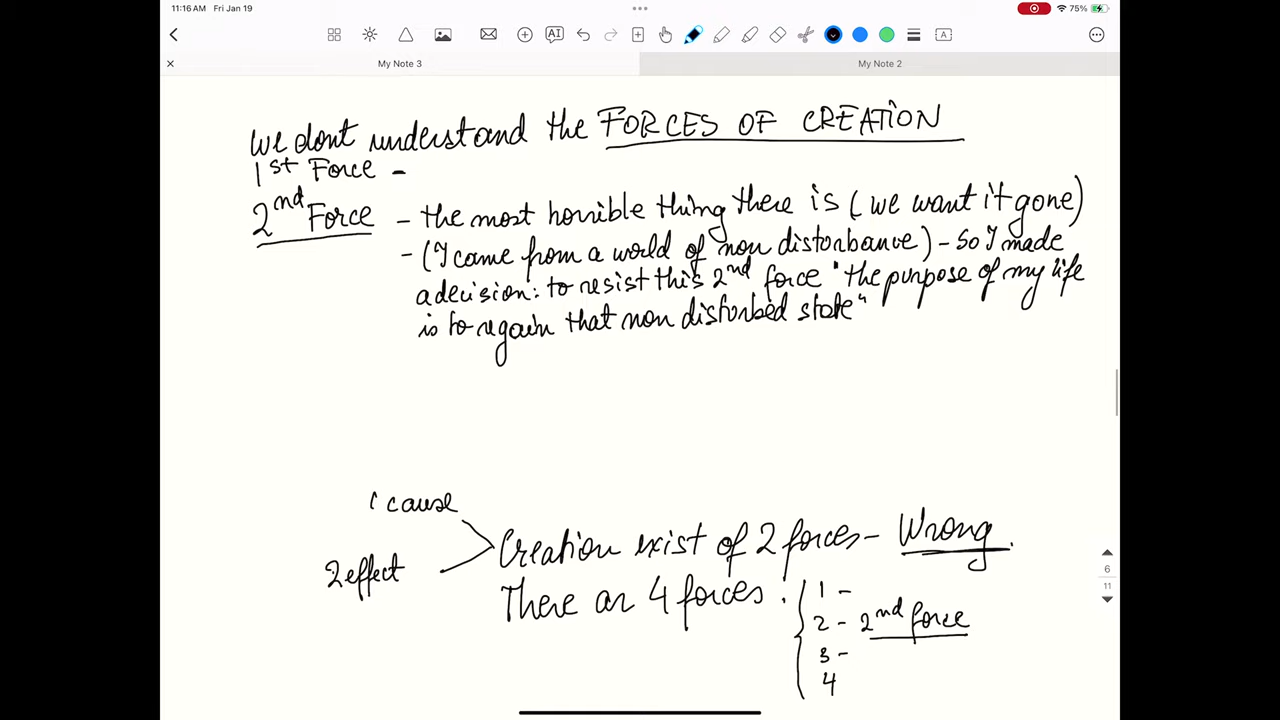 11:16 AM Fri Jan 19
75%
My Note 3
My Note 2
We dont understand the FORCES OF CREATION
1st Force -
2nd Force - the most horrible thing there is (we want it gone)
- (I came from a world of non disturbance) - So I made
a decision: to resist this 2nd force "the purpose of my life
is to regain that non disturbed state"
1 cause
2 effect
Creation exist of 2 forces - Wrong.
There ar 4 forces :
1 -
2 - 2nd force
3 -
4
6
11